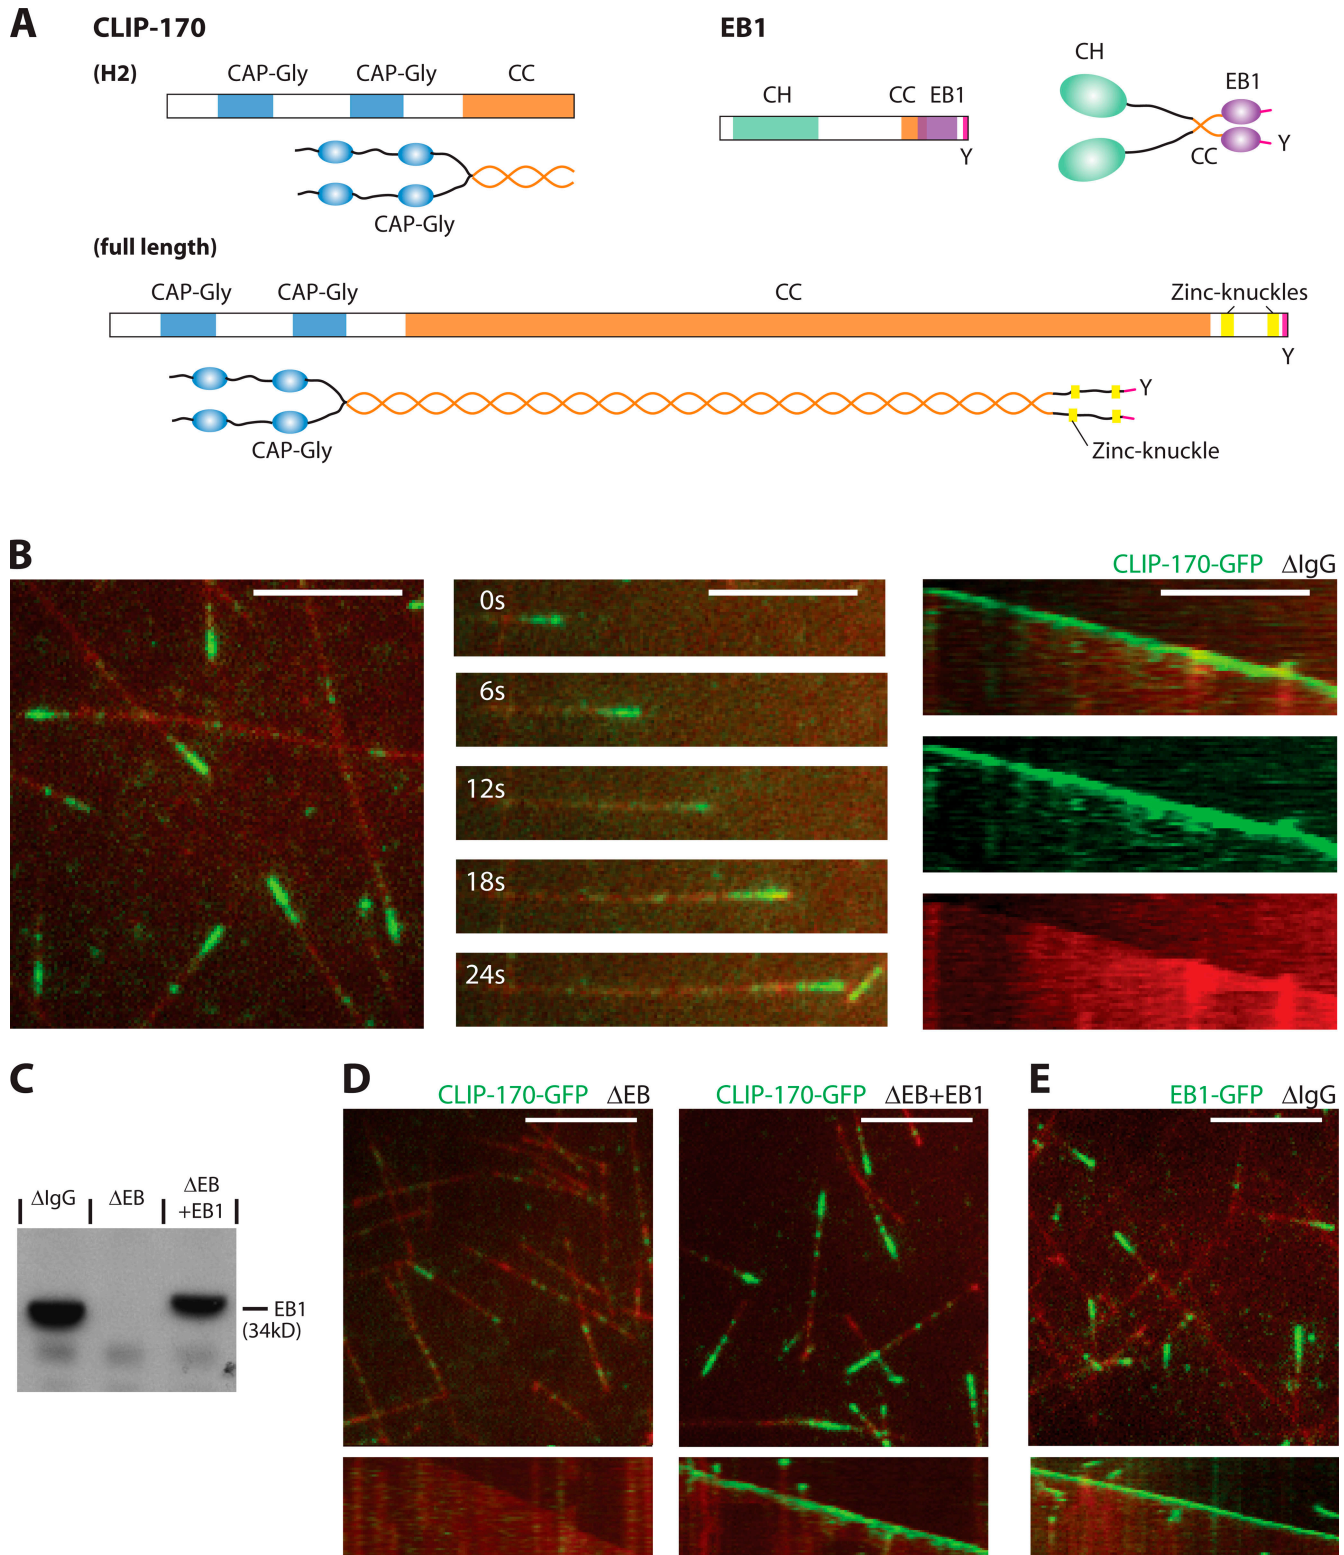 A
CLIP-170
EB1
(H2)
CAP-Gly CAP-Gly CC
CH CC EB1
Y
CH
EB1
CC
Y
CAP-Gly
(full length)
CAP-Gly CAP-Gly CC Zinc-knuckles
Y
Y
CAP-Gly
Zinc-knuckle
B
CLIP-170-GFP ΔIgG
0s
6s
12s
18s
24s
C
ΔIgG ΔEB ΔEB
+EB1
EB1
(34kD)
D
CLIP-170-GFP ΔEB
CLIP-170-GFP ΔEB+EB1
E
EB1-GFP ΔIgG